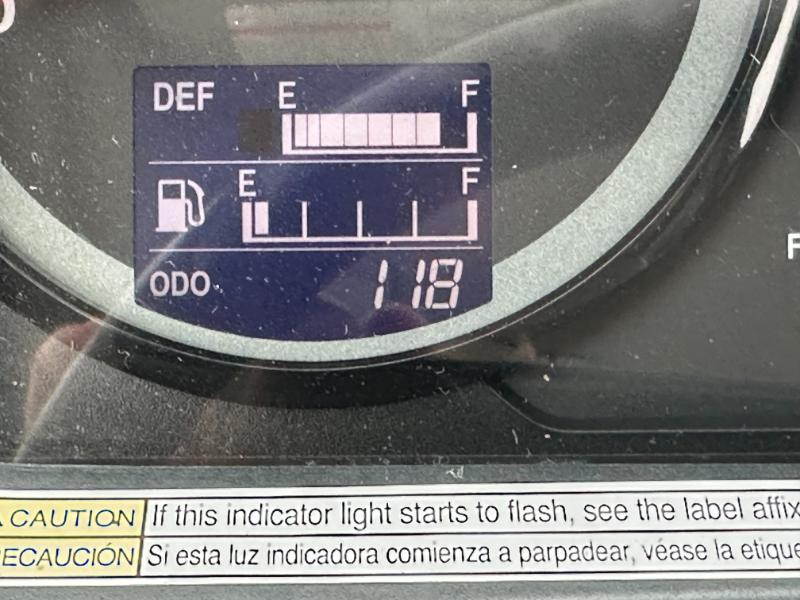 DEF E F
E F
ODO 118
CAUTION If this indicator light starts to flash, see the label
Si esta luz indicadora comienza a parpadear, véase la